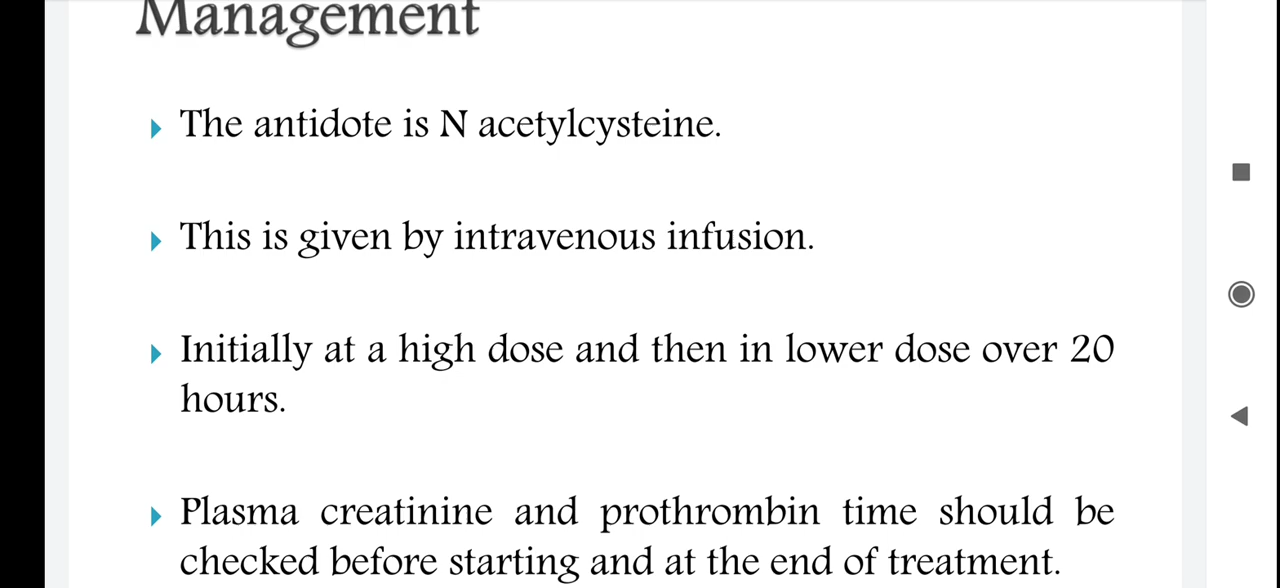 Management
The antidote is N acetylcysteine.
This is given by intravenous infusion.
Initially at a high dose and then in lower dose over 20
hours.
Plasma creatinine and prothrombin time should be
checked before starting and at the end of treatment.